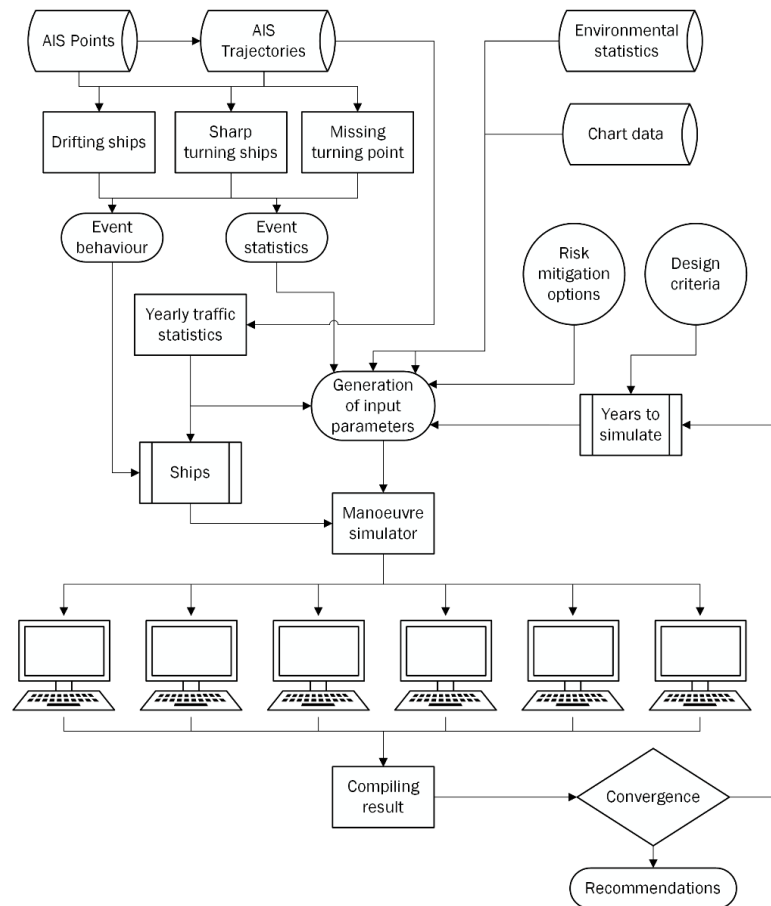 AIS Points
AIS
Trajectories
Environmental
statistics
Chart data
Drifting ships
Sharp
turning ships
Missing
turning point
Event
behaviour
Event
statistics
Risk
mitigation
options
Design
criteria
Yearly traffic
statistics
Generation
of input
parameters
Years to
simulate
Ships
Manoeuvre
simulator
Compiling
result
Convergence
Recommendations